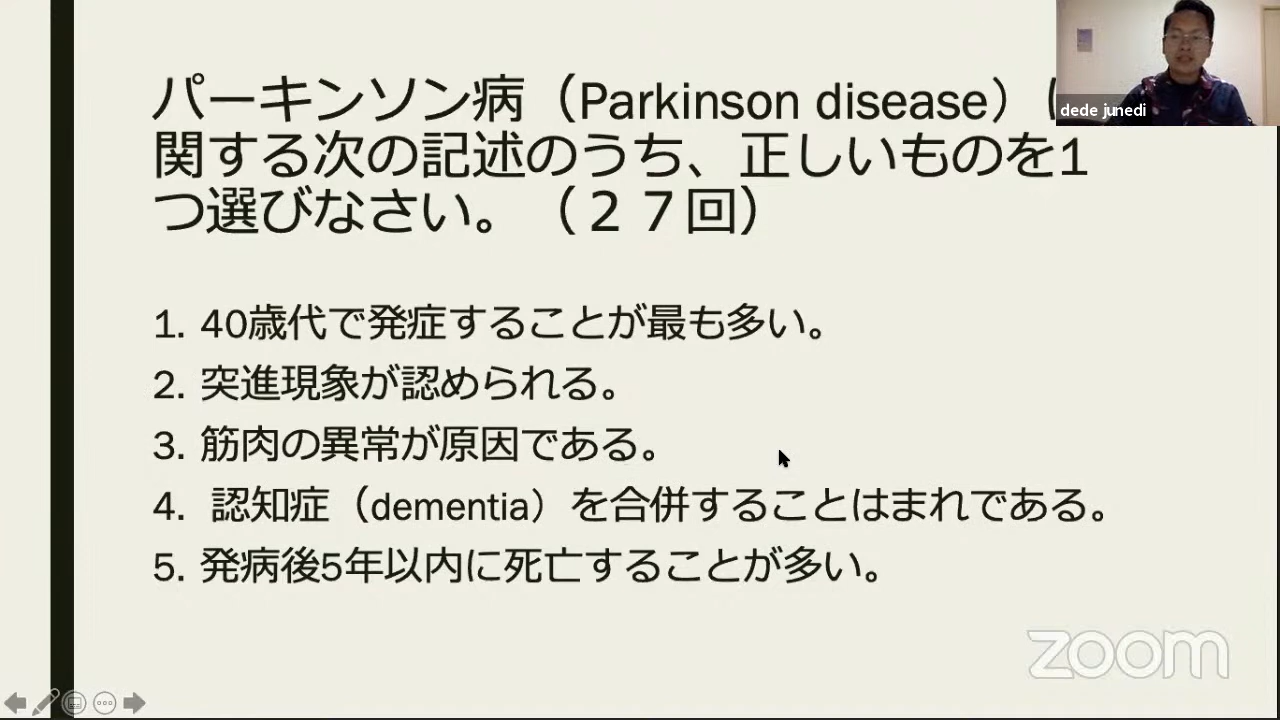 パーキンソン病（Parkinson disease）
関する次の記述のうち、正しいものを1
つ選びなさい。（２７回）
1. 40歳代で発症することが最も多い。
2. 突進現象が認められる。
3. 筋肉の異常が原因である。
4. 認知症（dementia）を合併することはまれである。
5. 発病後5年以内に死亡することが多い。
dede junedi
zoom